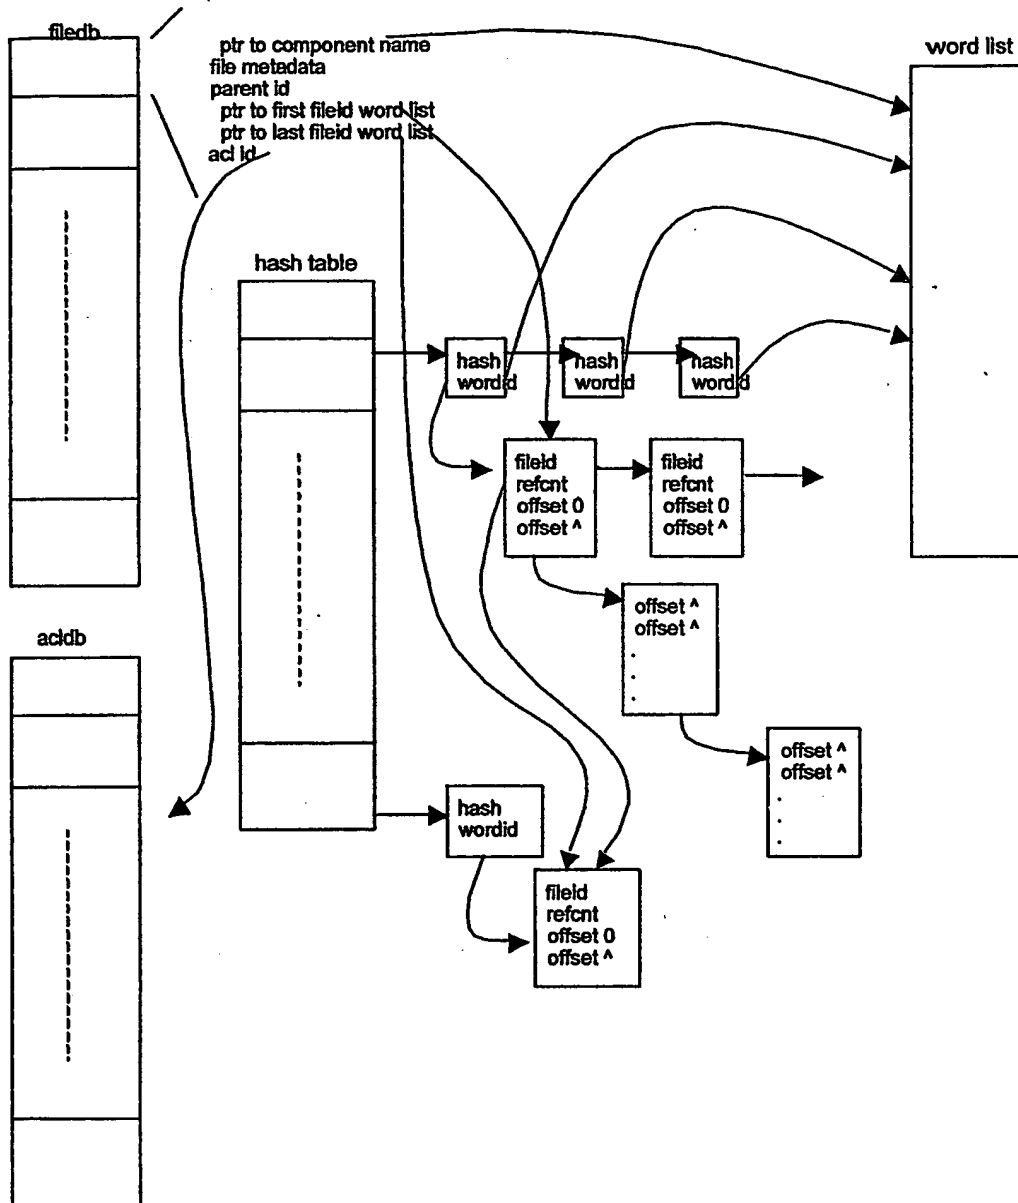 filedb
ptr to component name
file metadata
parent id
ptr to first fileid word list
ptr to last fileid word list
acl id
word list
hash table
hash
wordid
hash
wordid
hash
wordid
fileid
refcnt
offset 0
offset ^
fileid
refcnt
offset 0
offset ^
offset ^
offset ^
.
.
.
acldb
offset ^
offset ^
.
.
.
hash
wordid
fileid
refcnt
offset 0
offset ^